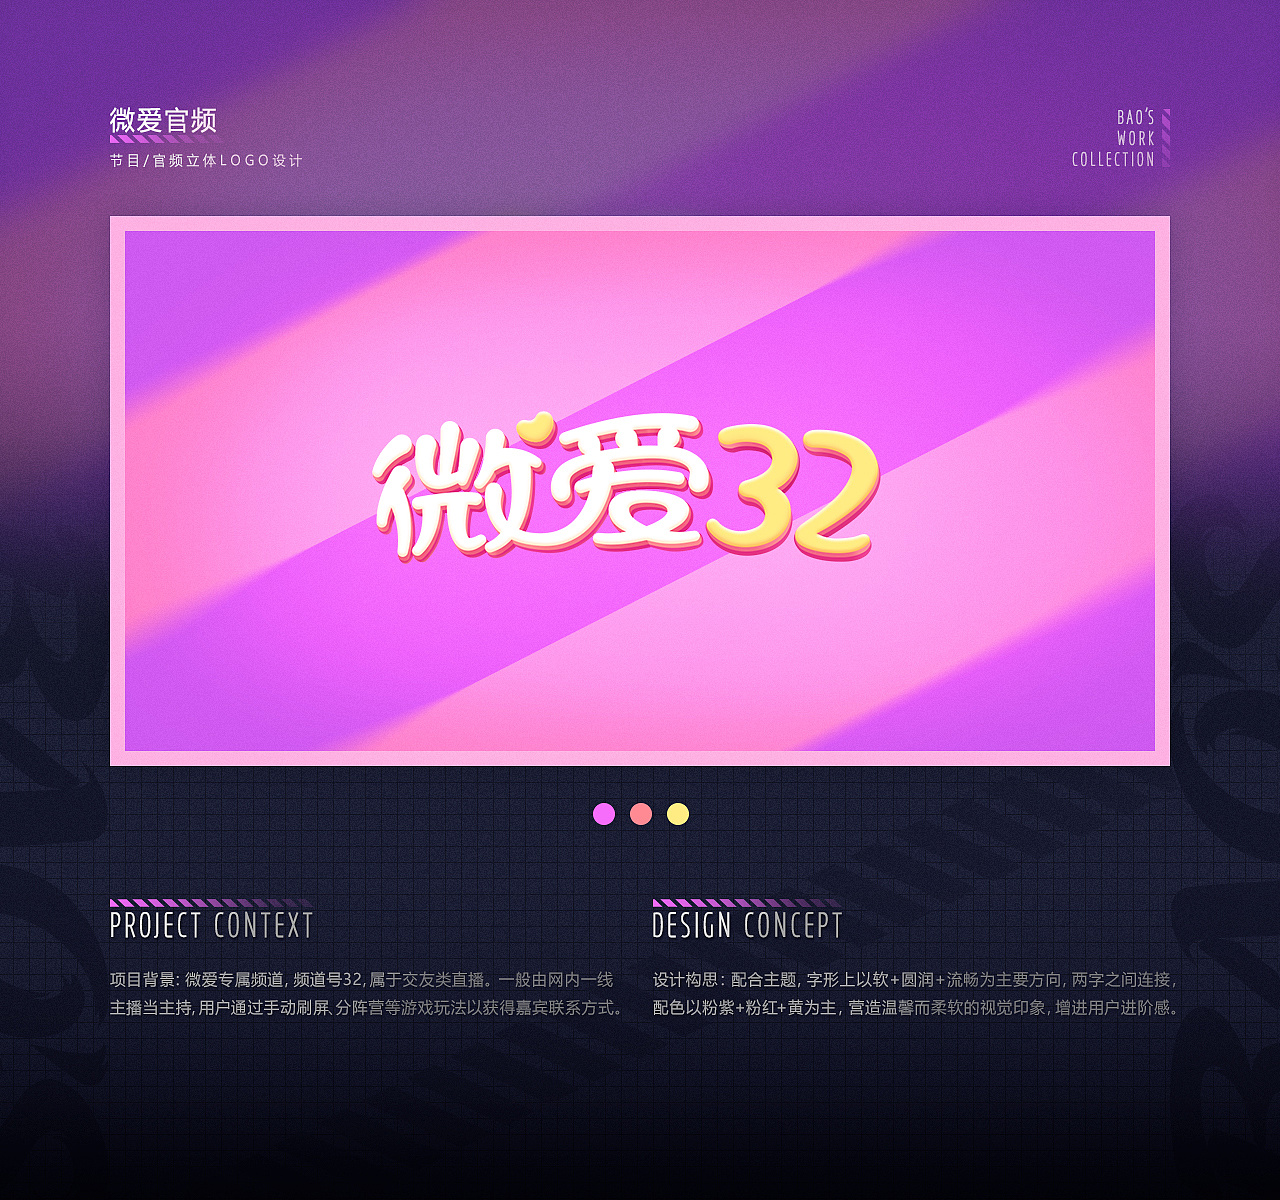 微爱官频
节目/官频立体LOGO设计
BAO'S
WORK
COLLECTION
微爱32
PROJECT CONTEXT
项目背景：微爱专属频道，频道号32，属于交友类直播。一般由网内一线
主播当主持，用户通过手动刷屏、分阵营等游戏玩法以获得嘉宾联系方式。
DESIGN CONCEPT
设计构思：配合主题，字形上以软+圆润+流畅为主要方向，两字之间连接，
配色以粉紫+粉红+黄为主，营造温馨而柔软的视觉印象，增进用户进阶感。